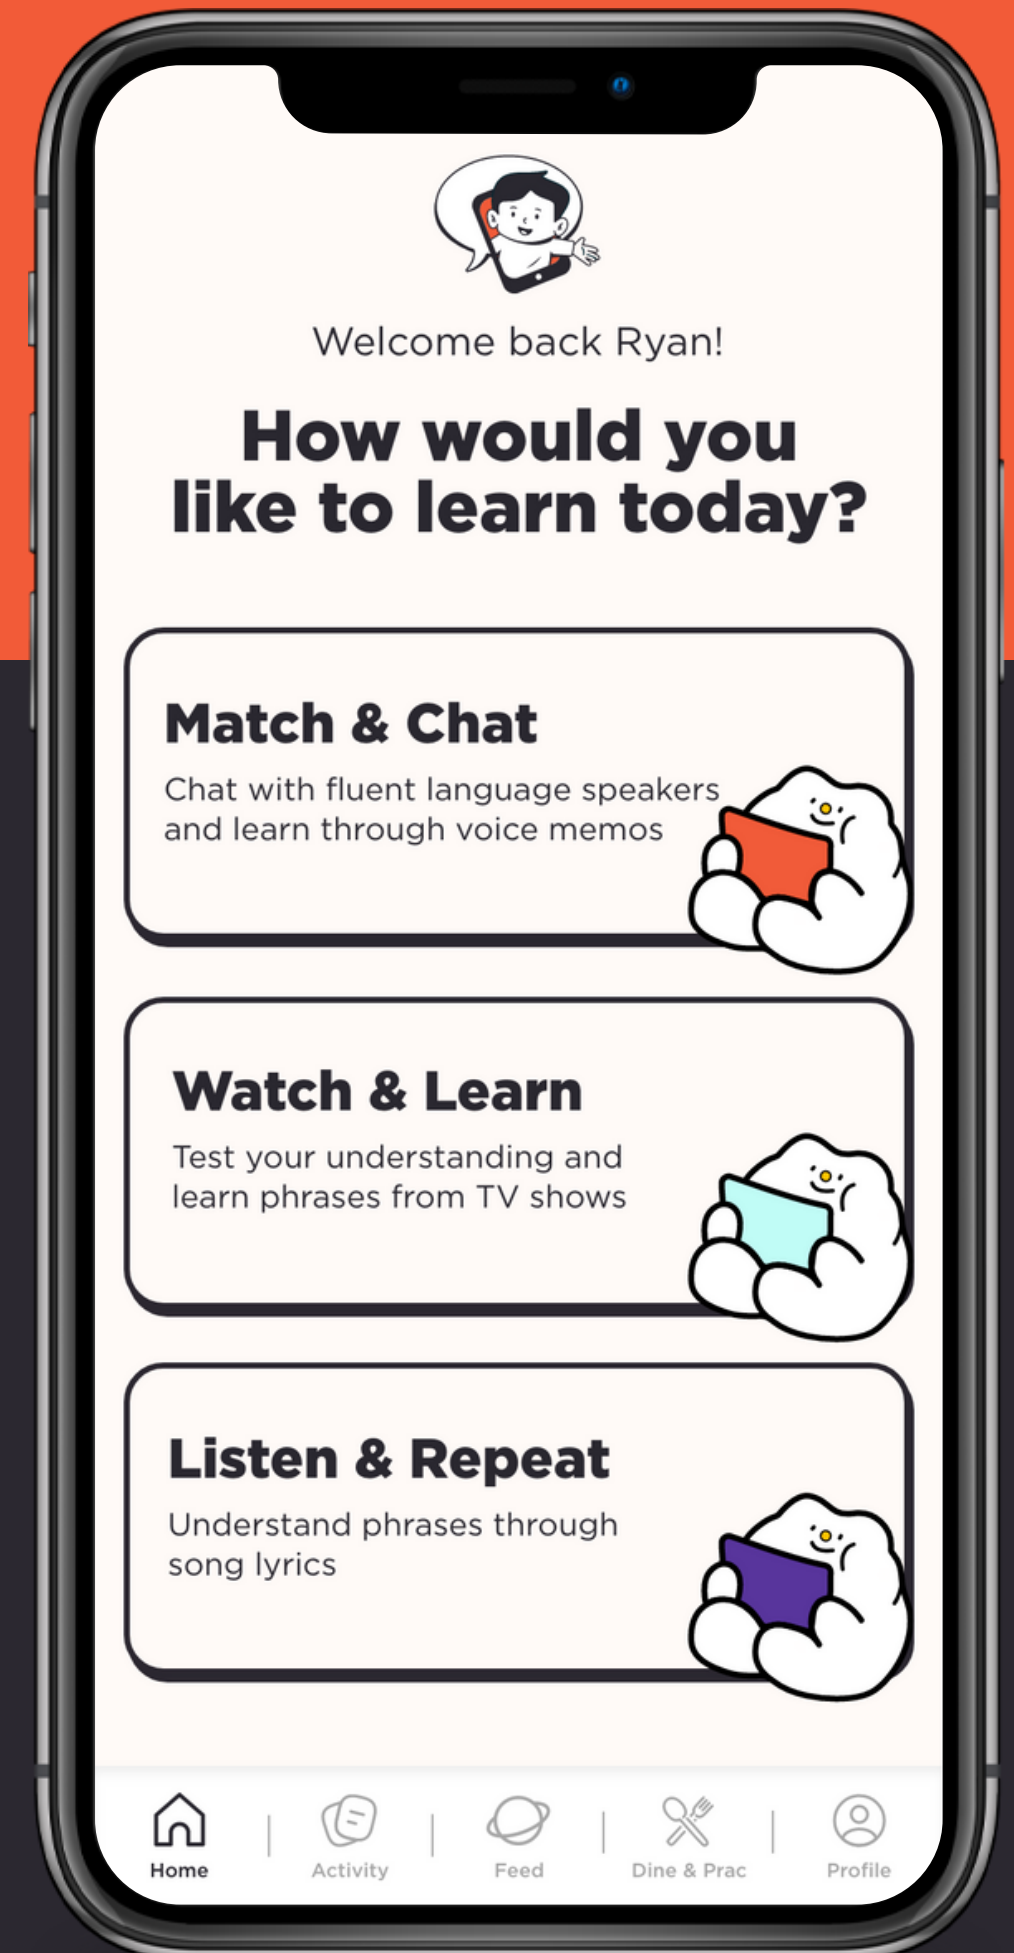 Welcome back Ryan!
How would you
like to learn today?
Match & Chat
Chat with fluent language speakers
and learn through voice memos
Watch & Learn
Test your understanding and
learn phrases from TV shows
Listen & Repeat
Understand phrases through
song lyrics
Home
Activity
Feed
Dine & Prac
Profile